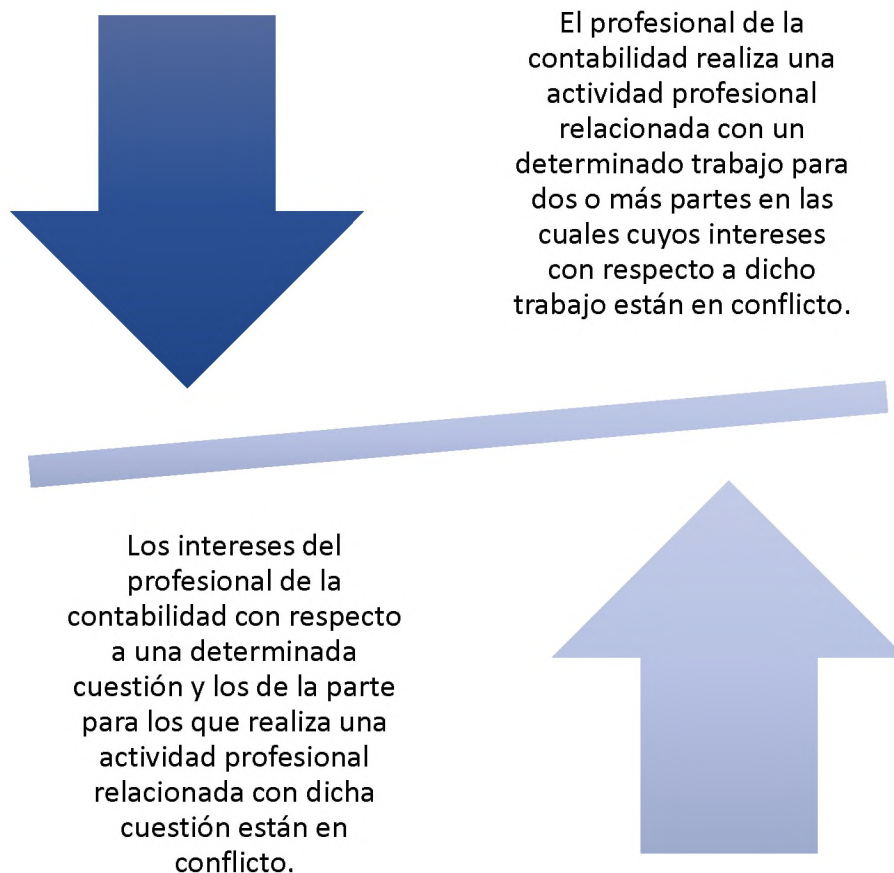 El profesional de la
contabilidad realiza una
actividad profesional
relacionada con un
determinado trabajo para
dos o más partes en las
cuales cuyos intereses
con respecto a dicho
trabajo están en conflicto.
Los intereses del
profesional de la
contabilidad con respecto
a una determinada
cuestión y los de la parte
para los que realiza una
actividad profesional
relacionada con dicha
cuestión están en
conflicto.